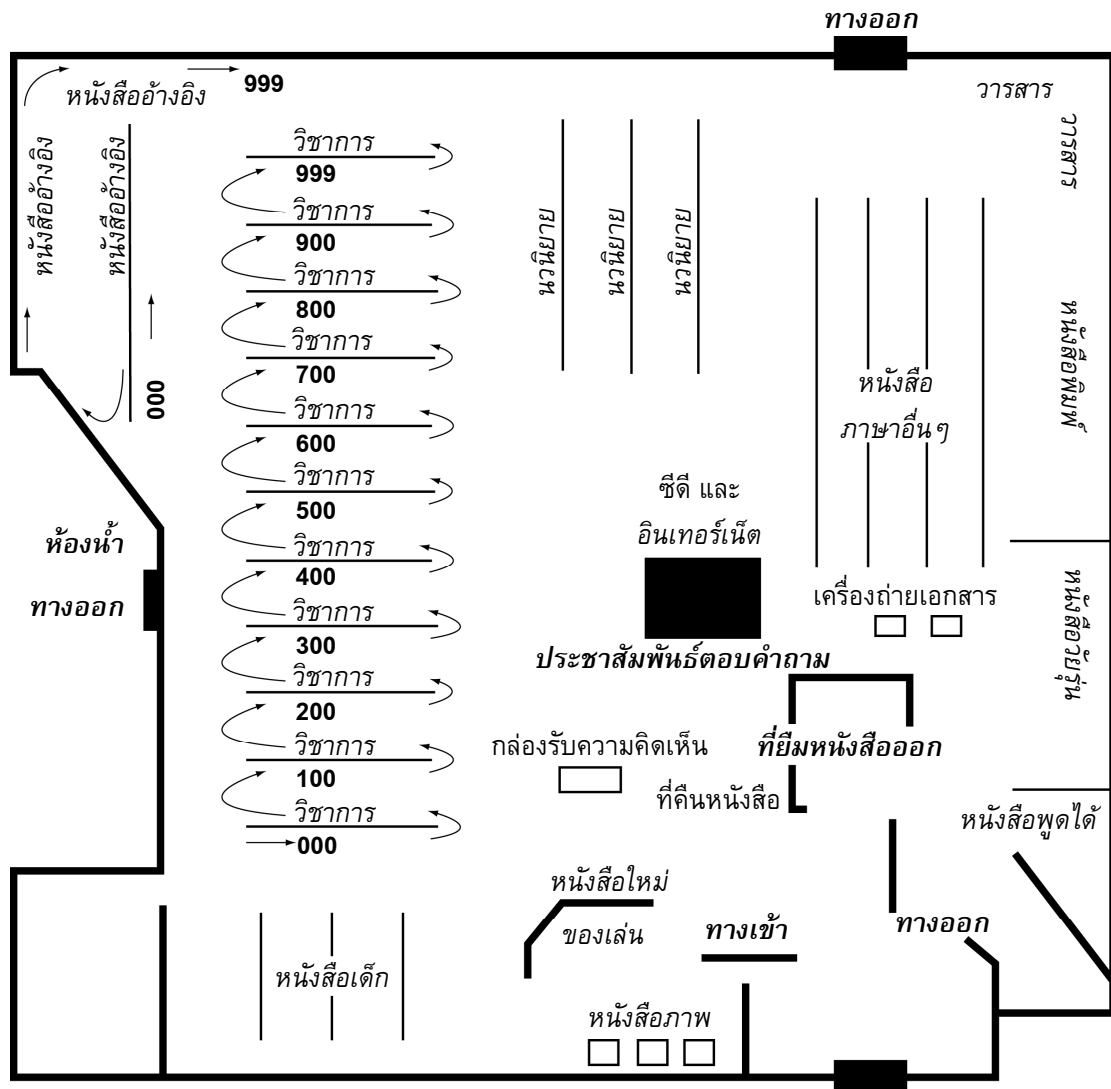 ทางออก
หนังสืออ้างอิง
999
วารสาร
วารสาร
หนังสืออ้างอิง
หนังสืออ้างอิง
000
วิชาการ
999
วิชาการ
900
วิชาการ
800
วิชาการ
700
วิชาการ
600
วิชาการ
500
วิชาการ
400
วิชาการ
300
วิชาการ
200
วิชาการ
100
วิชาการ
000
นวนิยาย
นวนิยาย
นวนิยาย
หนังสือ
ภาษาอื่นๆ
หนังสือพิมพ์
ซีดี และ
อินเทอร์เน็ต
ห้องน้ำ
ทางออก
เครื่องถ่ายเอกสาร
หนังสือวัยรุ่น
ประชาสัมพันธ์ตอบคำถาม
กล่องรับความคิดเห็น
ที่ยืมหนังสือออก
ที่คืนหนังสือ
หนังสือพูดได้
หนังสือใหม่
ของเล่น
ทางเข้า
ทางออก
หนังสือเด็ก
หนังสือภาพ